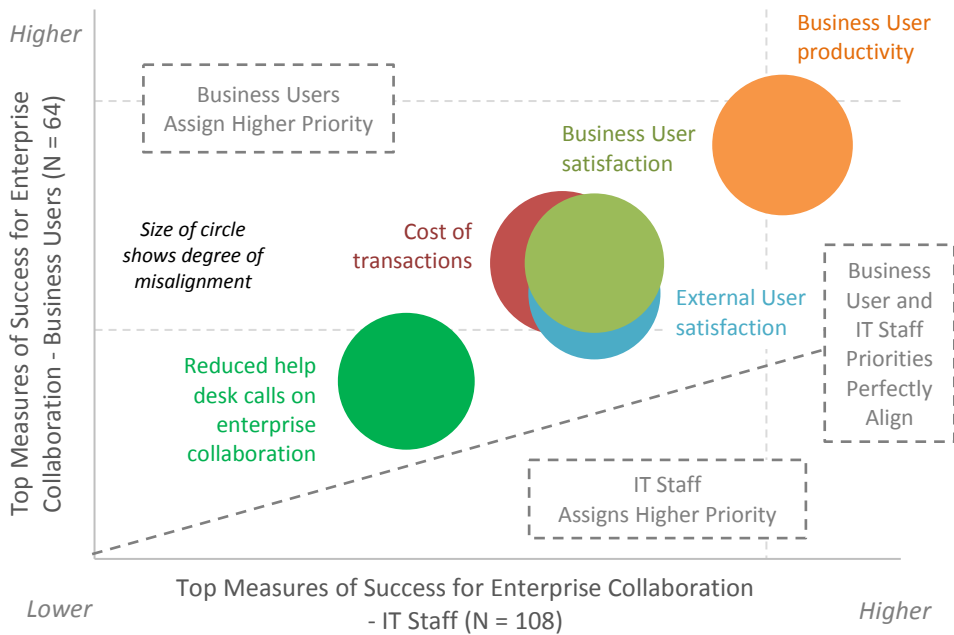 Higher
Business User
productivity
Business Users
Assign Higher Priority
Business User
satisfaction
Top Measures of Success for Enterprise
Collaboration - Business Users (N = 64)
Size of circle
shows degree of
misalignment
Cost of
transactions
External User
satisfaction
Business
User and
IT Staff
Priorities
Perfectly
Align
Reduced help
desk calls on
enterprise
collaboration
IT Staff
Assigns Higher Priority
Lower
Top Measures of Success for Enterprise Collaboration
- IT Staff (N = 108)
Higher